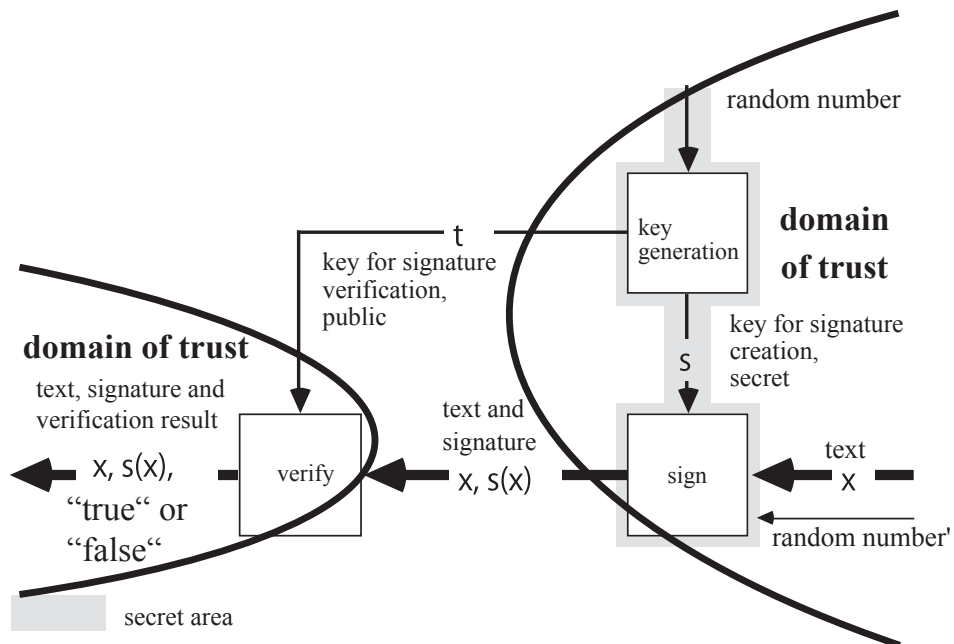 random number
key
generation
domain
of trust
t
key for signature
verification,
public
key for signature
creation,
secret
s
domain of trust
text, signature and
verification result
x, s(x),
“true“ or
“false“
verify
text and
signature
x, s(x)
sign
text
x
random number'
secret area